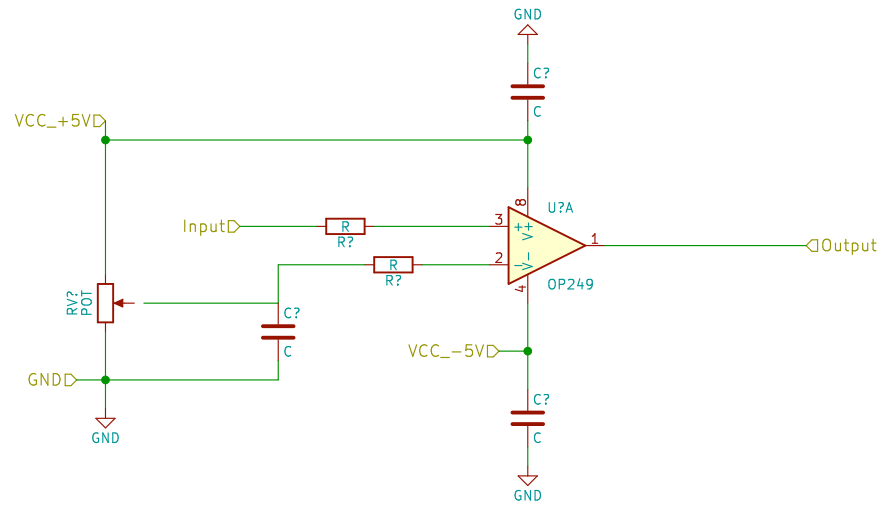 GND
C?
C
VCC_+5V
8
U?A
Input
R
R?
3
+
V+
1
Output
R
R?
2
-
V-
4
OP249
RV?
POT
C?
C
VCC_-5V
GND
GND
C?
C
GND